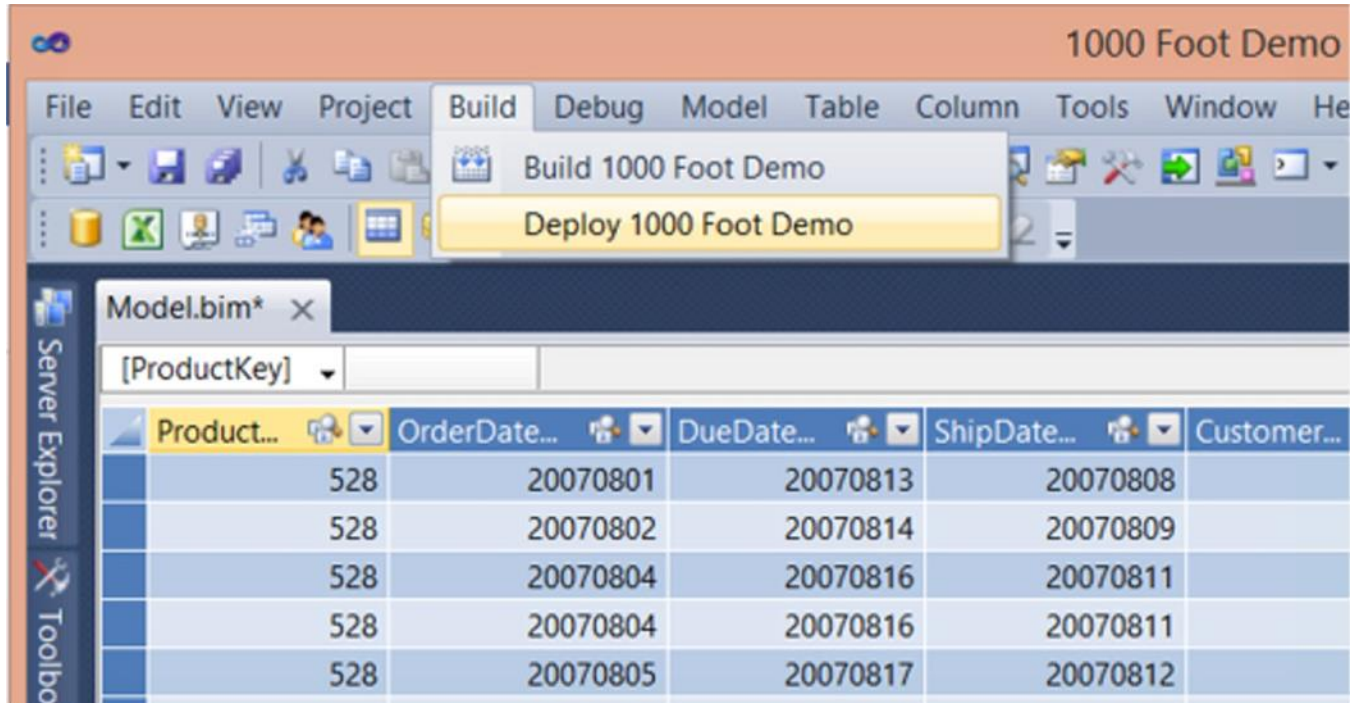 1000 Foot Demo
File Edit View Project Build Debug Model Table Column Tools Window He
Build 1000 Foot Demo
Deploy 1000 Foot Demo
Model.bim*
[ProductKey]
Product... OrderDate... DueDate... ShipDate... Customer...
528 20070801 20070813 20070808
528 20070802 20070814 20070809
528 20070804 20070816 20070811
528 20070804 20070816 20070811
528 20070805 20070817 20070812
Server Explorer
Toolbo